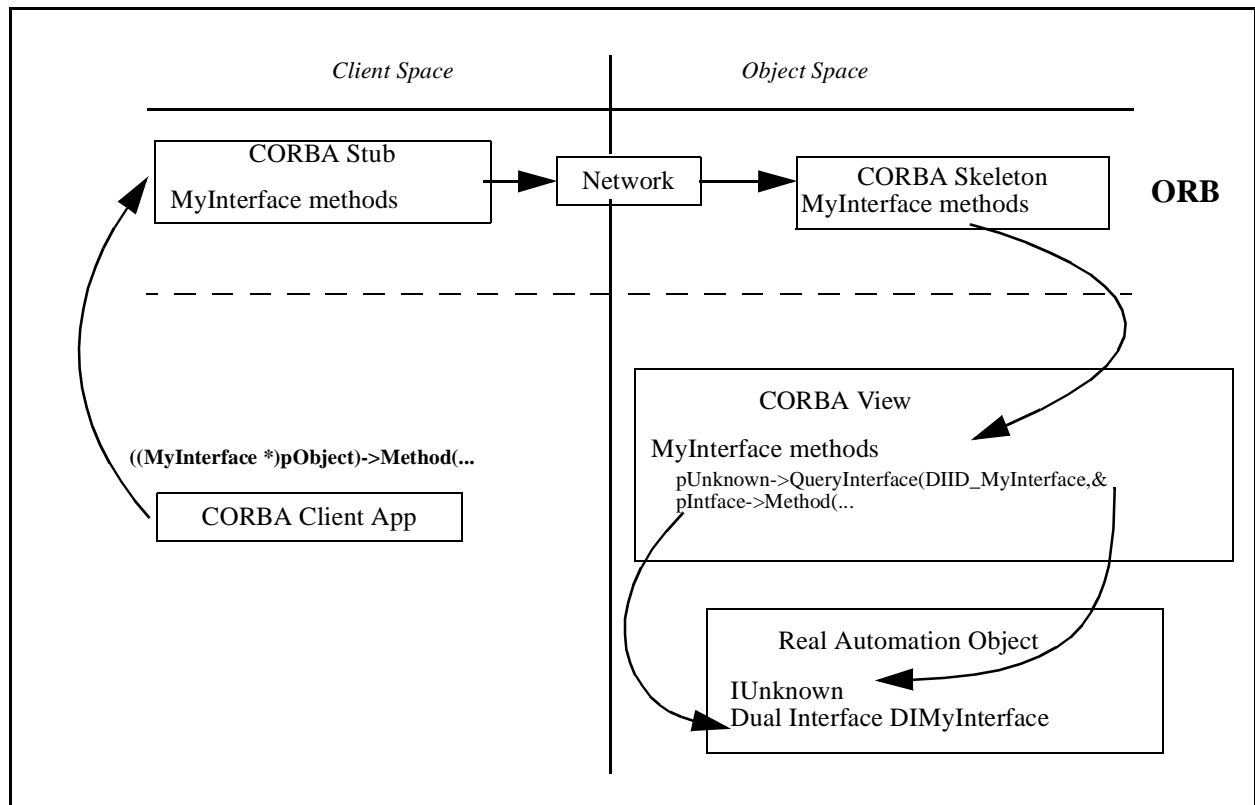 Client Space
Object Space
CORBA Stub
MyInterface methods
Network
CORBA Skeleton
MyInterface methods
ORB
CORBA View
MyInterface methods
pUnknown->QueryInterface(DIID_MyInterface,&
pIntface->Method(...
((MyInterface *)pObject)->Method(...
CORBA Client App
Real Automation Object
IUnknown
Dual Interface DIMyInterface